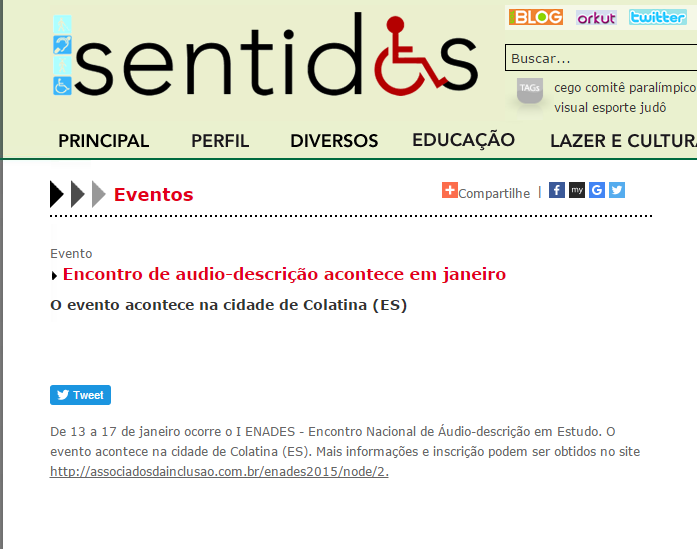 sentidos
BLOG orkut twitter
Buscar...
TAGs cego comitê paralímpico
visual esporte judô
PRINCIPAL PERFIL DIVERSOS EDUCAÇÃO LAZER E CULTURA
Eventos
Compartilhe | f my G
Evento
Encontro de audio-descrição acontece em janeiro
O evento acontece na cidade de Colatina (ES)
Tweet
De 13 a 17 de janeiro ocorre o I ENADES - Encontro Nacional de Áudio-descrição em Estudo. O
evento acontece na cidade de Colatina (ES). Mais informações e inscrição podem ser obtidos no site
http://associadosdainclusao.com.br/enades2015/node/2.